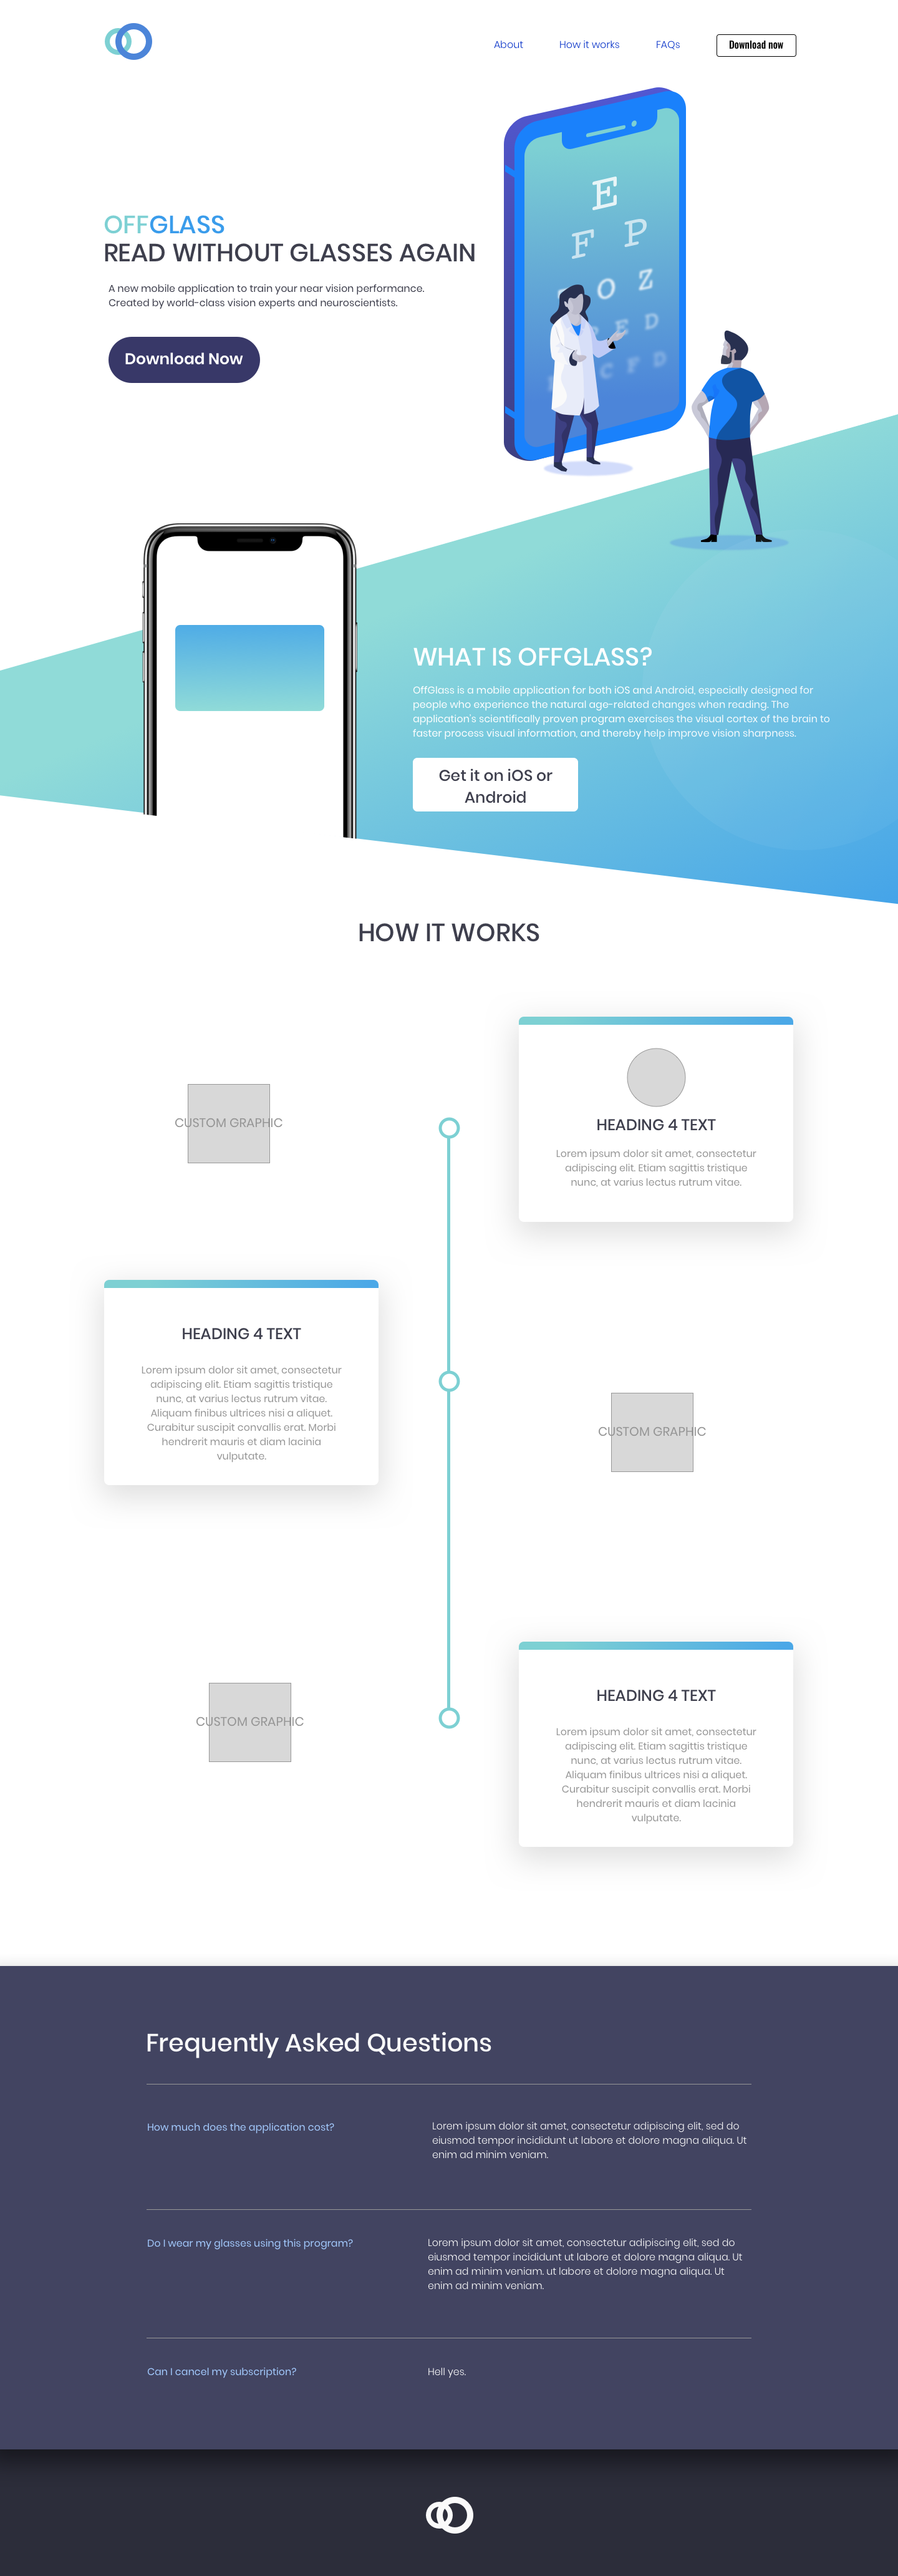 About How it works FAQs Download now
E
F P
O Z
E D
C F D
OFFGLASS
READ WITHOUT GLASSES AGAIN
A new mobile application to train your near vision performance.
Created by world-class vision experts and neuroscientists.
Download Now
WHAT IS OFFGLASS?
OffGlass is a mobile application for both iOS and Android, especially designed for
people who experience the natural age-related changes when reading. The
application's scientifically proven program exercises the visual cortex of the brain to
faster process visual information, and thereby help improve vision sharpness.
Get it on iOS or
Android
HOW IT WORKS
CUSTOM GRAPHIC
HEADING 4 TEXT
Lorem ipsum dolor sit amet, consectetur
adipiscing elit. Etiam sagittis tristique
nunc, at varius lectus rutrum vitae.
HEADING 4 TEXT
Lorem ipsum dolor sit amet, consectetur
adipiscing elit. Etiam sagittis tristique
nunc, at varius lectus rutrum vitae.
Aliquam finibus ultrices nisi a aliquet.
Curabitur suscipit convallis erat. Morbi
hendrerit mauris et diam lacinia
vulputate.
CUSTOM GRAPHIC
CUSTOM GRAPHIC
HEADING 4 TEXT
Lorem ipsum dolor sit amet, consectetur
adipiscing elit. Etiam sagittis tristique
nunc, at varius lectus rutrum vitae.
Aliquam finibus ultrices nisi a aliquet.
Curabitur suscipit convallis erat. Morbi
hendrerit mauris et diam lacinia
vulputate.
Frequently Asked Questions
How much does the application cost?
Lorem ipsum dolor sit amet, consectetur adipiscing elit, sed do
eiusmod tempor incididunt ut labore et dolore magna aliqua. Ut
enim ad minim veniam.
Do I wear my glasses using this program?
Lorem ipsum dolor sit amet, consectetur adipiscing elit, sed do
eiusmod tempor incididunt ut labore et dolore magna aliqua. Ut
enim ad minim veniam. ut labore et dolore magna aliqua. Ut
enim ad minim veniam.
Can I cancel my subscription?
Hell yes.